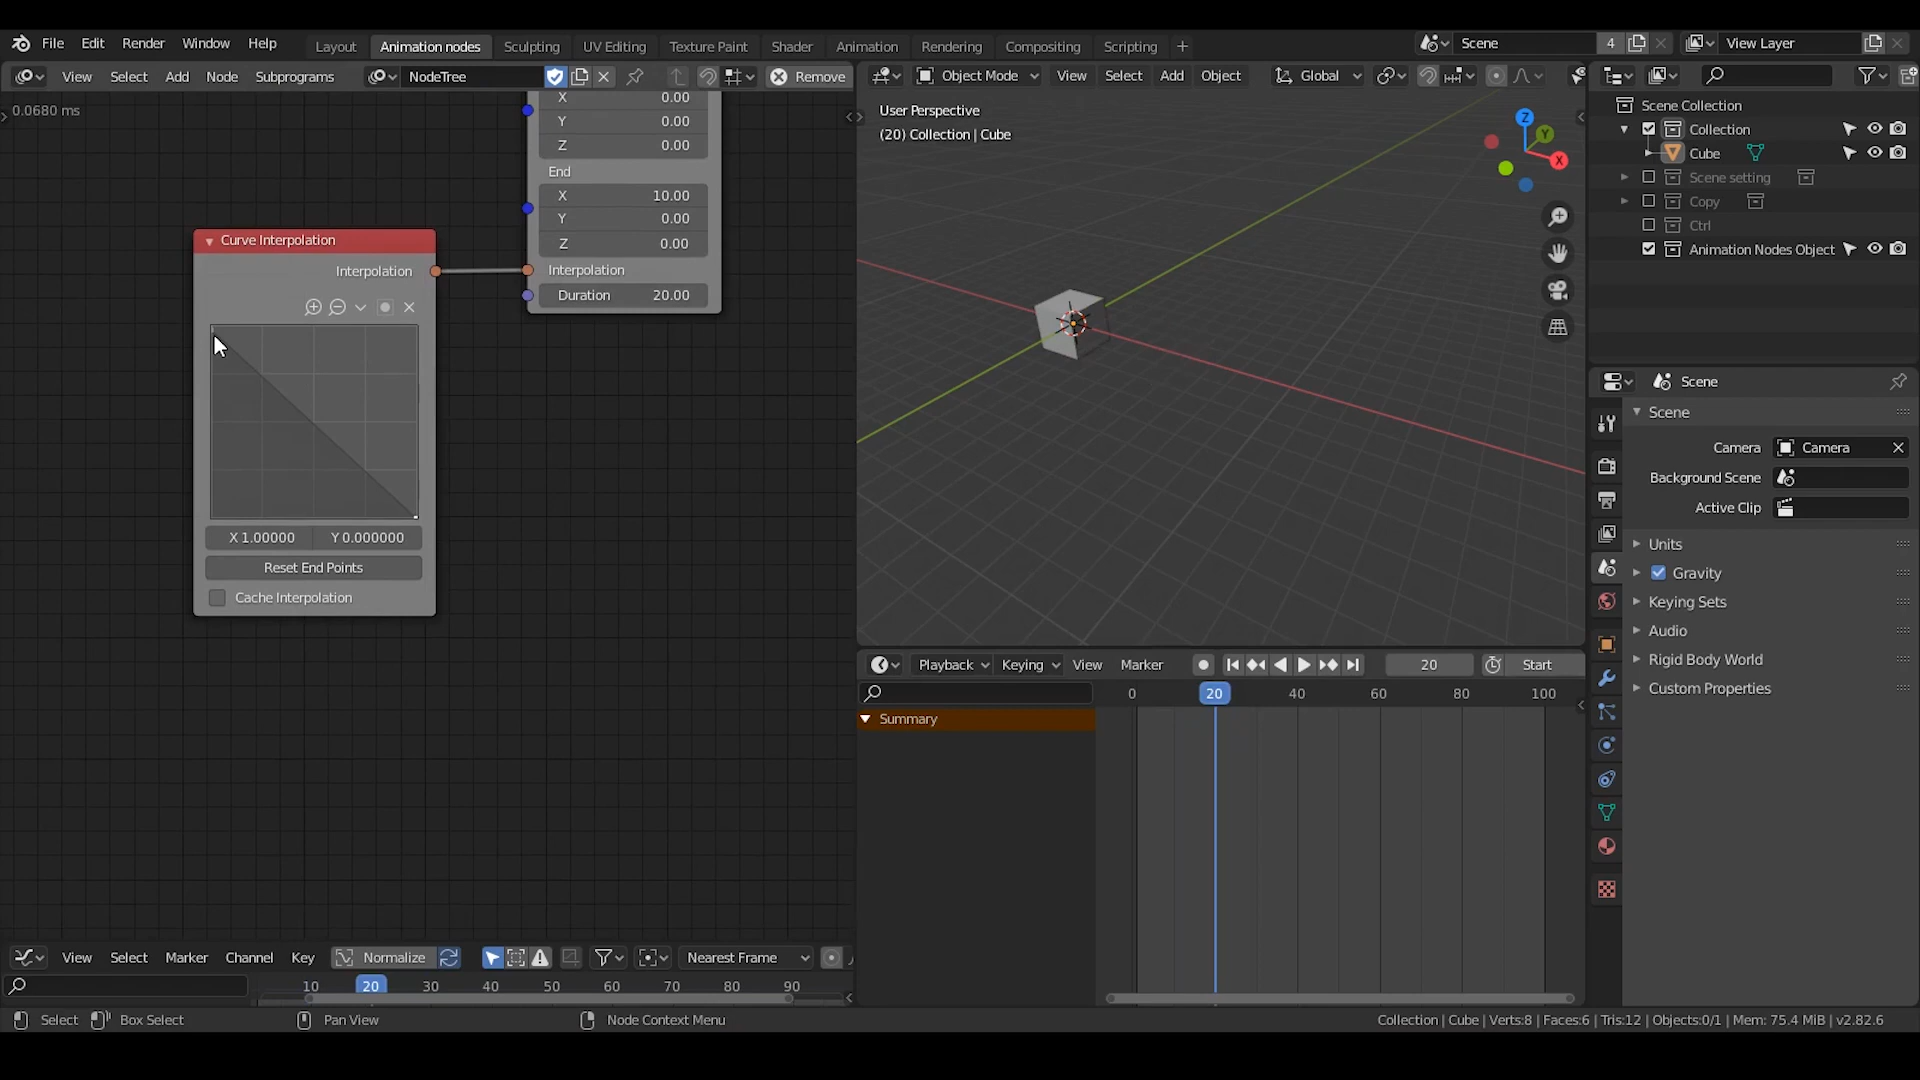 File Edit Render Window Help Layout Animation nodes Sculpting UV Editing Texture Paint Shader Animation Rendering Compositing Scripting + Scene 4 View Layer
View Select Add Node Subprograms NodeTree Remove
Object Mode View Select Add Object Global
0.0680 ms
X 0.00
Y 0.00
Z 0.00
End
X 10.00
Y 0.00
Z 0.00
Interpolation
Duration 20.00
Curve Interpolation
Interpolation
X 1.00000 Y 0.000000
Reset End Points
Cache Interpolation
User Perspective
(20) Collection | Cube
Z
Y
X
Scene Collection
Collection
Cube
Scene setting
Copy
Ctrl
Animation Nodes Object
Scene
Scene
Camera Camera
Background Scene
Active Clip
Units
Gravity
Keying Sets
Audio
Rigid Body World
Custom Properties
Playback Keying View Marker 20 Start
0 20 40 60 80 100
Summary
View Select Marker Channel Key Normalize Nearest Frame
10 20 30 40 50 60 70 80 90
Select Box Select Pan View Node Context Menu
Collection | Cube | Verts:8 | Faces:6 | Tris:12 | Objects:0/1 | Mem: 75.4 MiB | v2.82.6